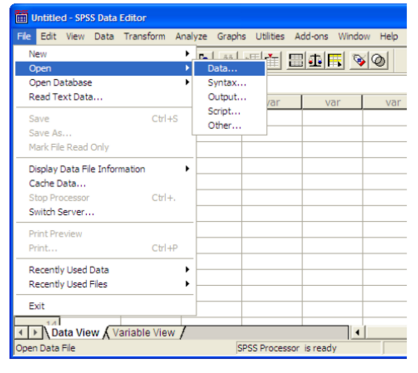 Untitled - SPSS Data Editor
File Edit View Data Transform Analyze Graphs Utilities Add-ons Window Help
New
Open
Data...
Open Database
Syntax...
Read Text Data...
Output...
var var var
Script...
Save Ctrl+S
Other...
Save As...
Mark File Read Only
Display Data File Information
Cache Data...
Stop Processor Ctrl+.
Switch Server...
Print Preview
Print... Ctrl+P
Recently Used Data
Recently Used Files
Exit
14
Data View Variable View
Open Data File SPSS Processor is ready